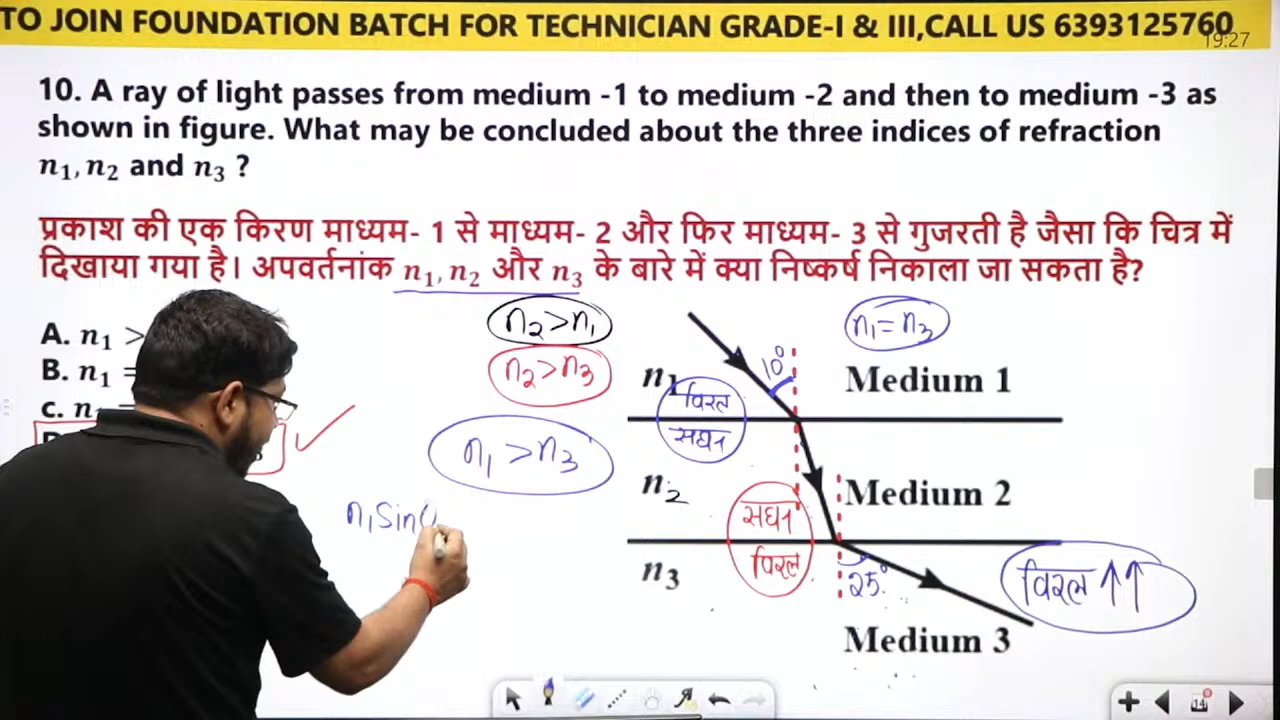 TO JOIN FOUNDATION BATCH FOR TECHNICIAN GRADE-I & III,CALL US 6393125760
19:27
10. A ray of light passes from medium -1 to medium -2 and then to medium -3 as
shown in figure. What may be concluded about the three indices of refraction
n₁, n₂ and n₃ ?
प्रकाश की एक किरण माध्यम- 1 से माध्यम- 2 और फिर माध्यम- 3 से गुजरती है जैसा कि चित्र में
दिखाया गया है। अपवर्तनांक n₁, n₂ और n₃ के बारे में क्या निष्कर्ष निकाला जा सकता है?
A. n₁ >
B. n₁ =
C.
n₂>n₁
n₂>n₃
n₁ >n₃
n₁Sin
n₁=n₃
10°
n₁
Medium 1
विरल
सघन
n₂
Medium 2
सघन
विरल
n₃
25°
विरल ↑↑
Medium 3
14